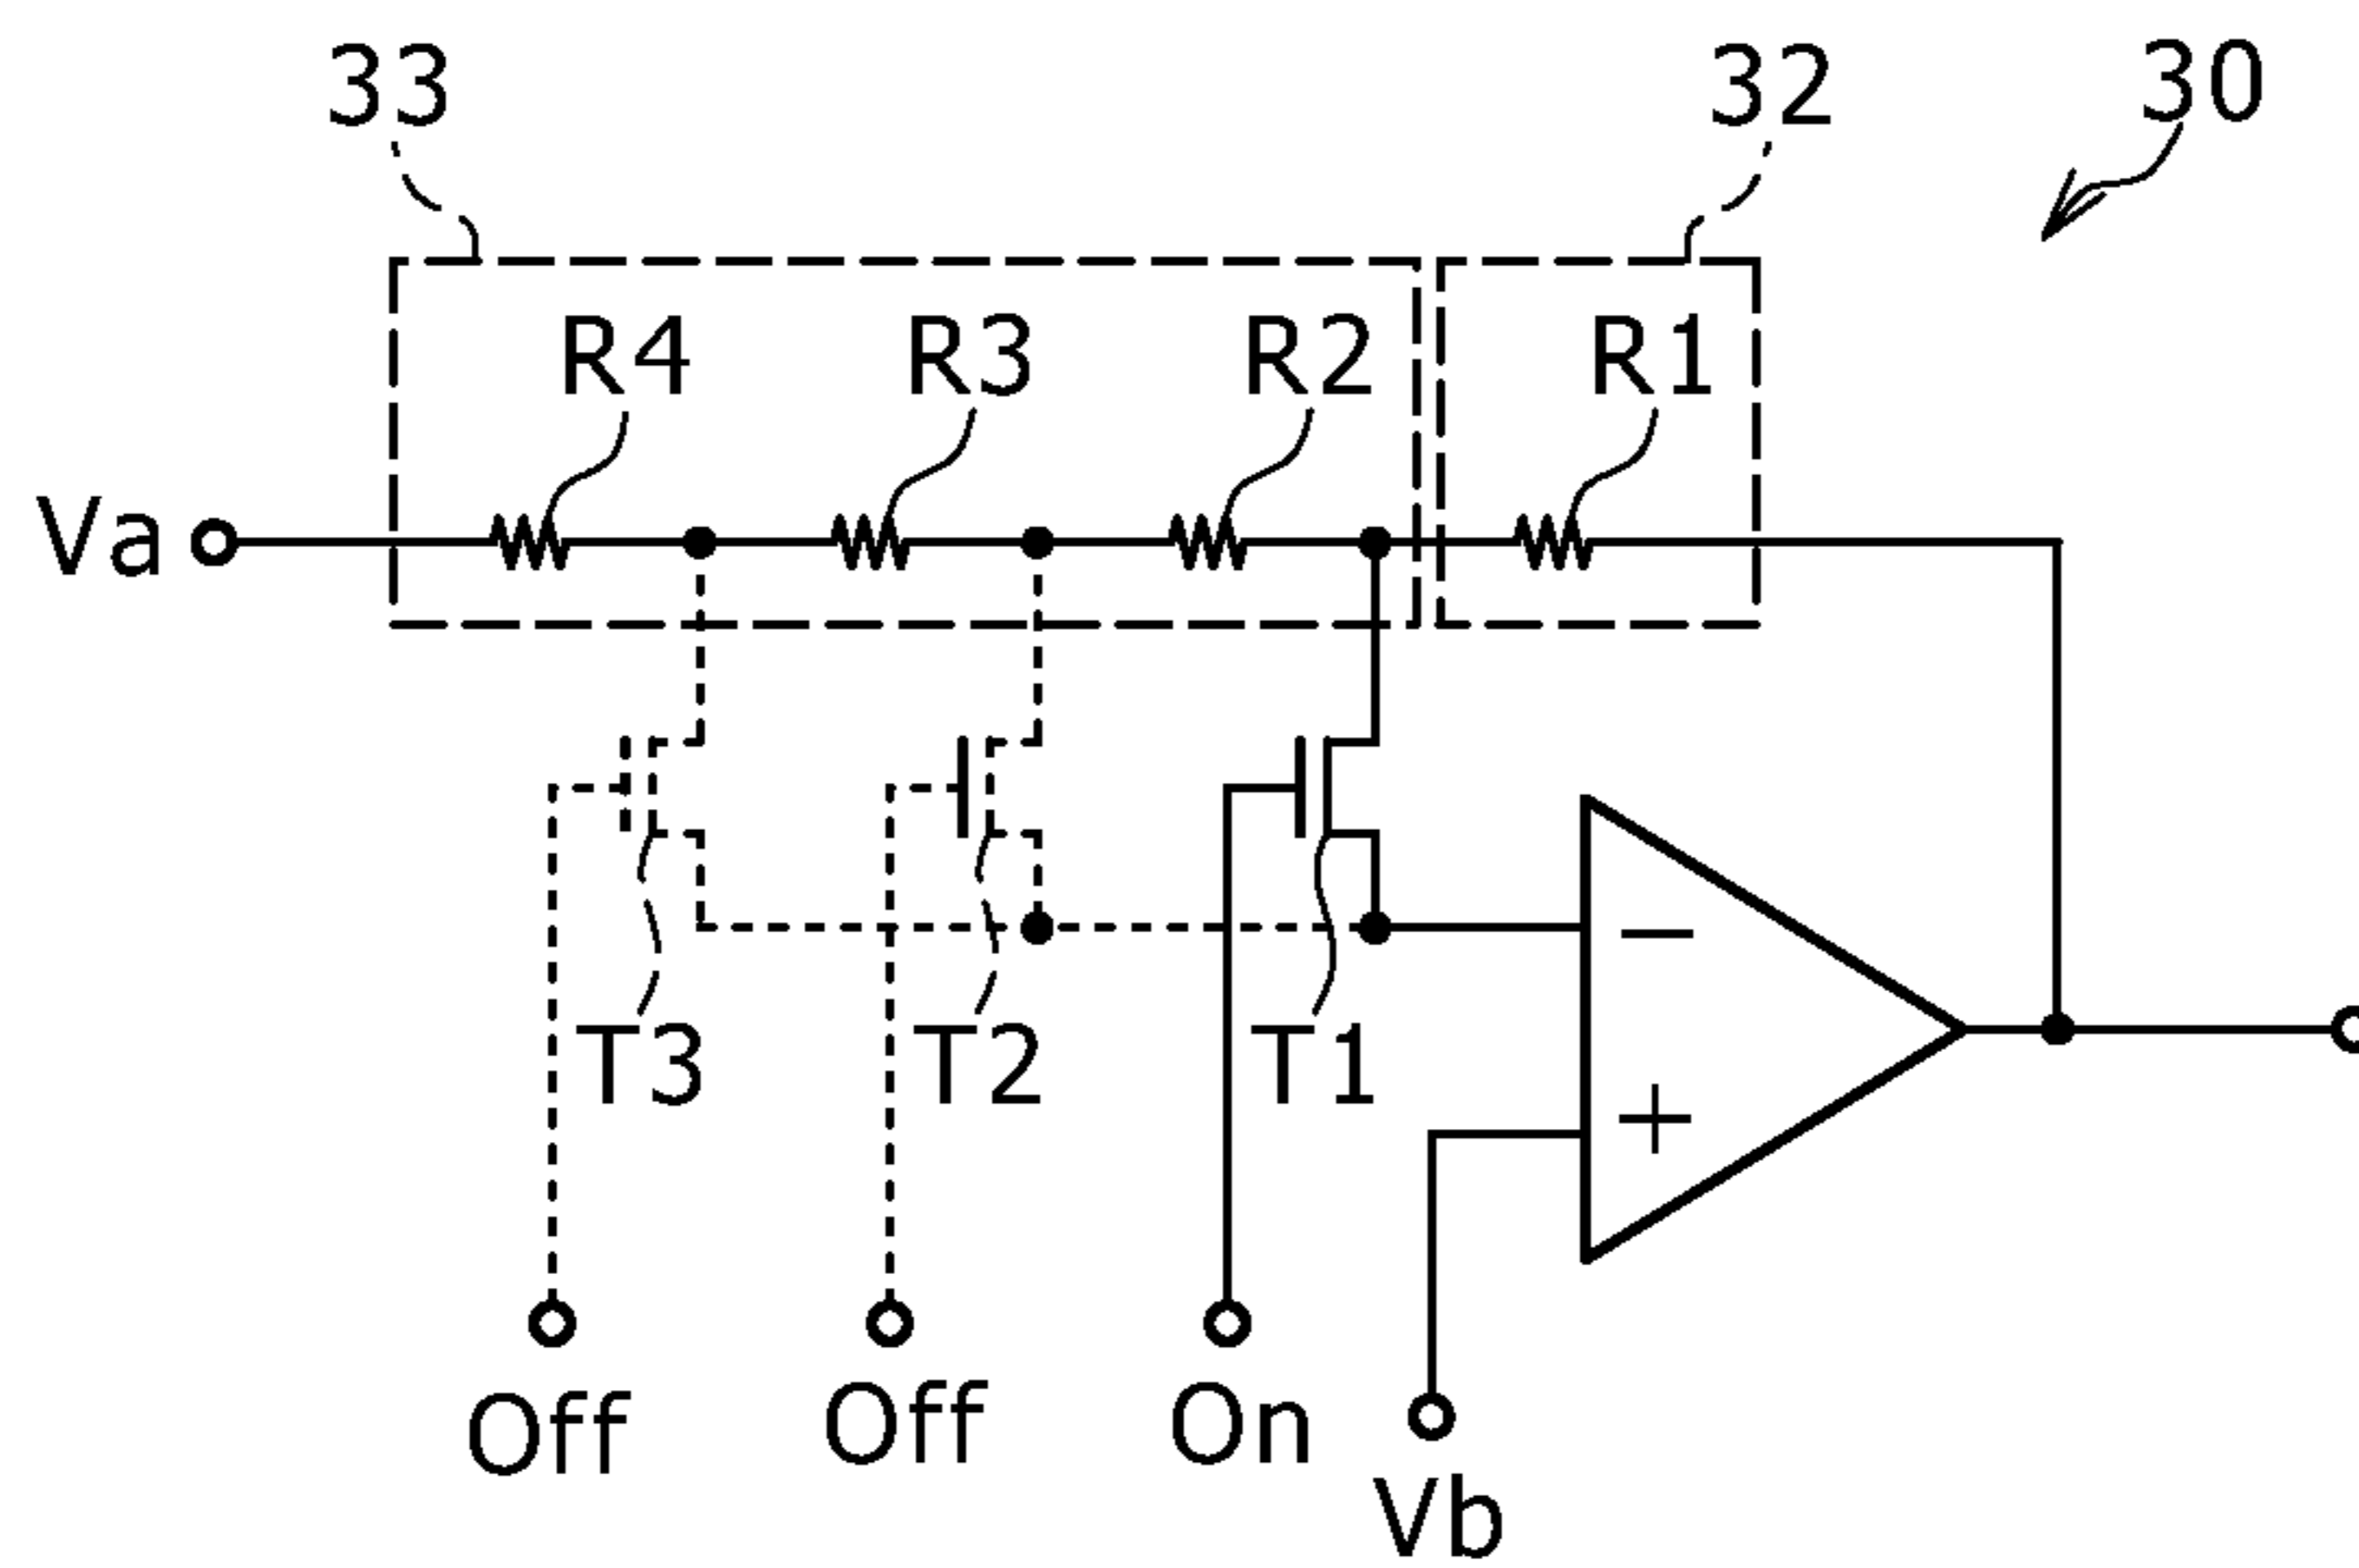 33 32 30
R4 R3 R2 R1
Va
−
T3 T2 T1
+
Off Off On
Vb